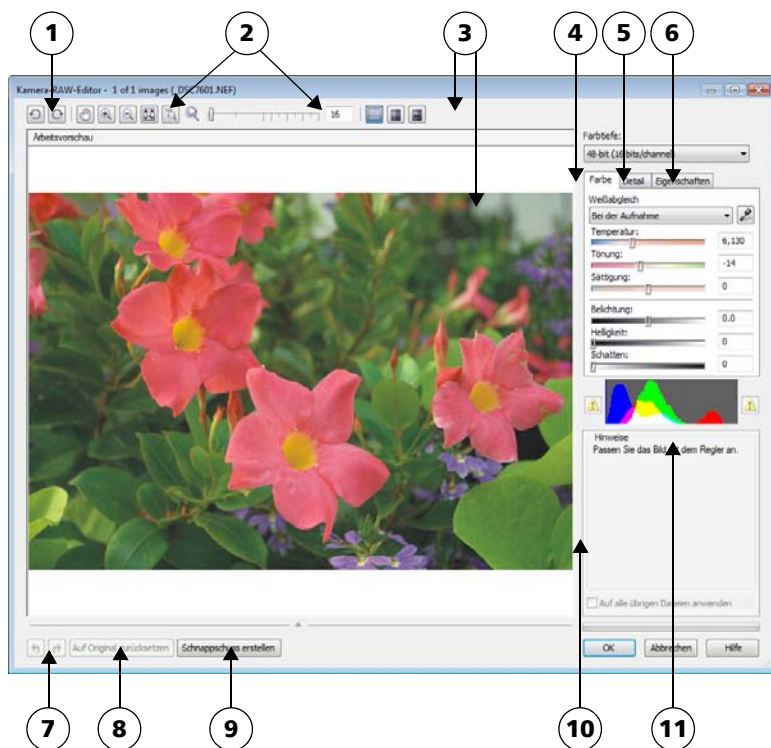 1 2 3 4 5 6
Kamera-RAW-Editor - 1 of 1 images (_DSC7601.NEF)
16
Arbeitsvorschau
Farbtiefe:
48-bit (16 bits/channel)
Farbe Detail Eigenschaften
Weißabgleich
Bei der Aufnahme
Temperatur:
6,130
Tönung:
-14
Sättigung:
0
Belichtung:
0.0
Helligkeit:
0
Schatten:
0
Hinweise
Passen Sie das Bild dem Regler an.
Auf alle übrigen Dateien anwenden
Auf Original zurücksetzen Schnappschuss erstellen OK Abbrechen Hilfe
7 8 9 10 11